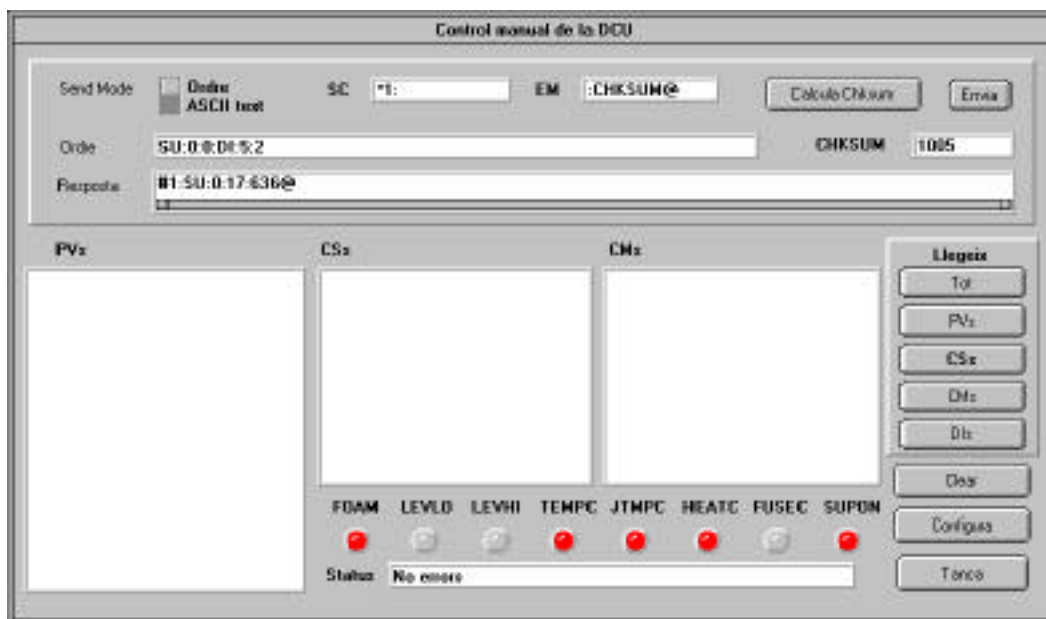 Control manual de la DCU
Send Mode
Ordre
ASCII text
SC *1: EM :CHKSUM@
Calcula Chksum Envia
Ordre SU:0:0:DI:5:2 CHKSUM 1005
Resposta #1:SU:0:17:636@
PVs CSs CMs Llegeix
Tot
PVs
CSs
CMs
DIs
Clear
FOAM LEVLO LEVHI TEMPC JTMPC HEATC FUSEC SUPON
Configura
Status No errors Tanca